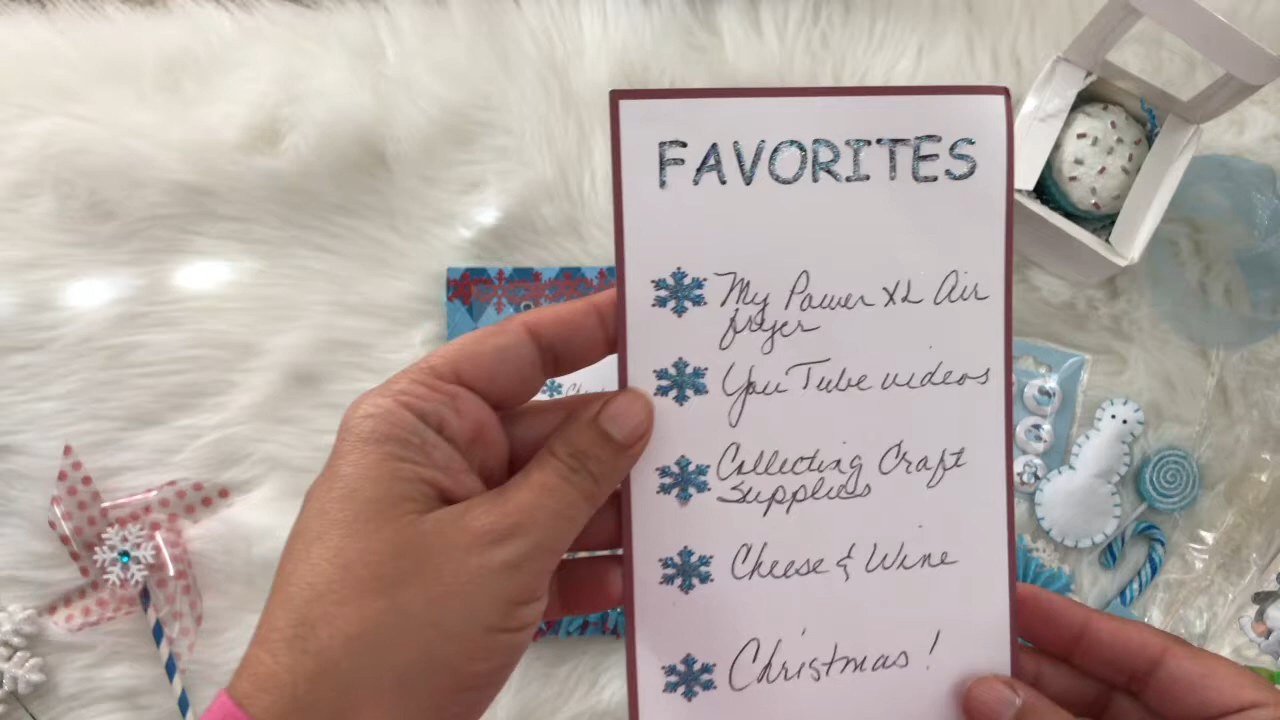 FAVORITES
My Power XL Air
fryer
YouTube videos
Collecting Craft
Supplies
Cheese & Wine
Christmas!